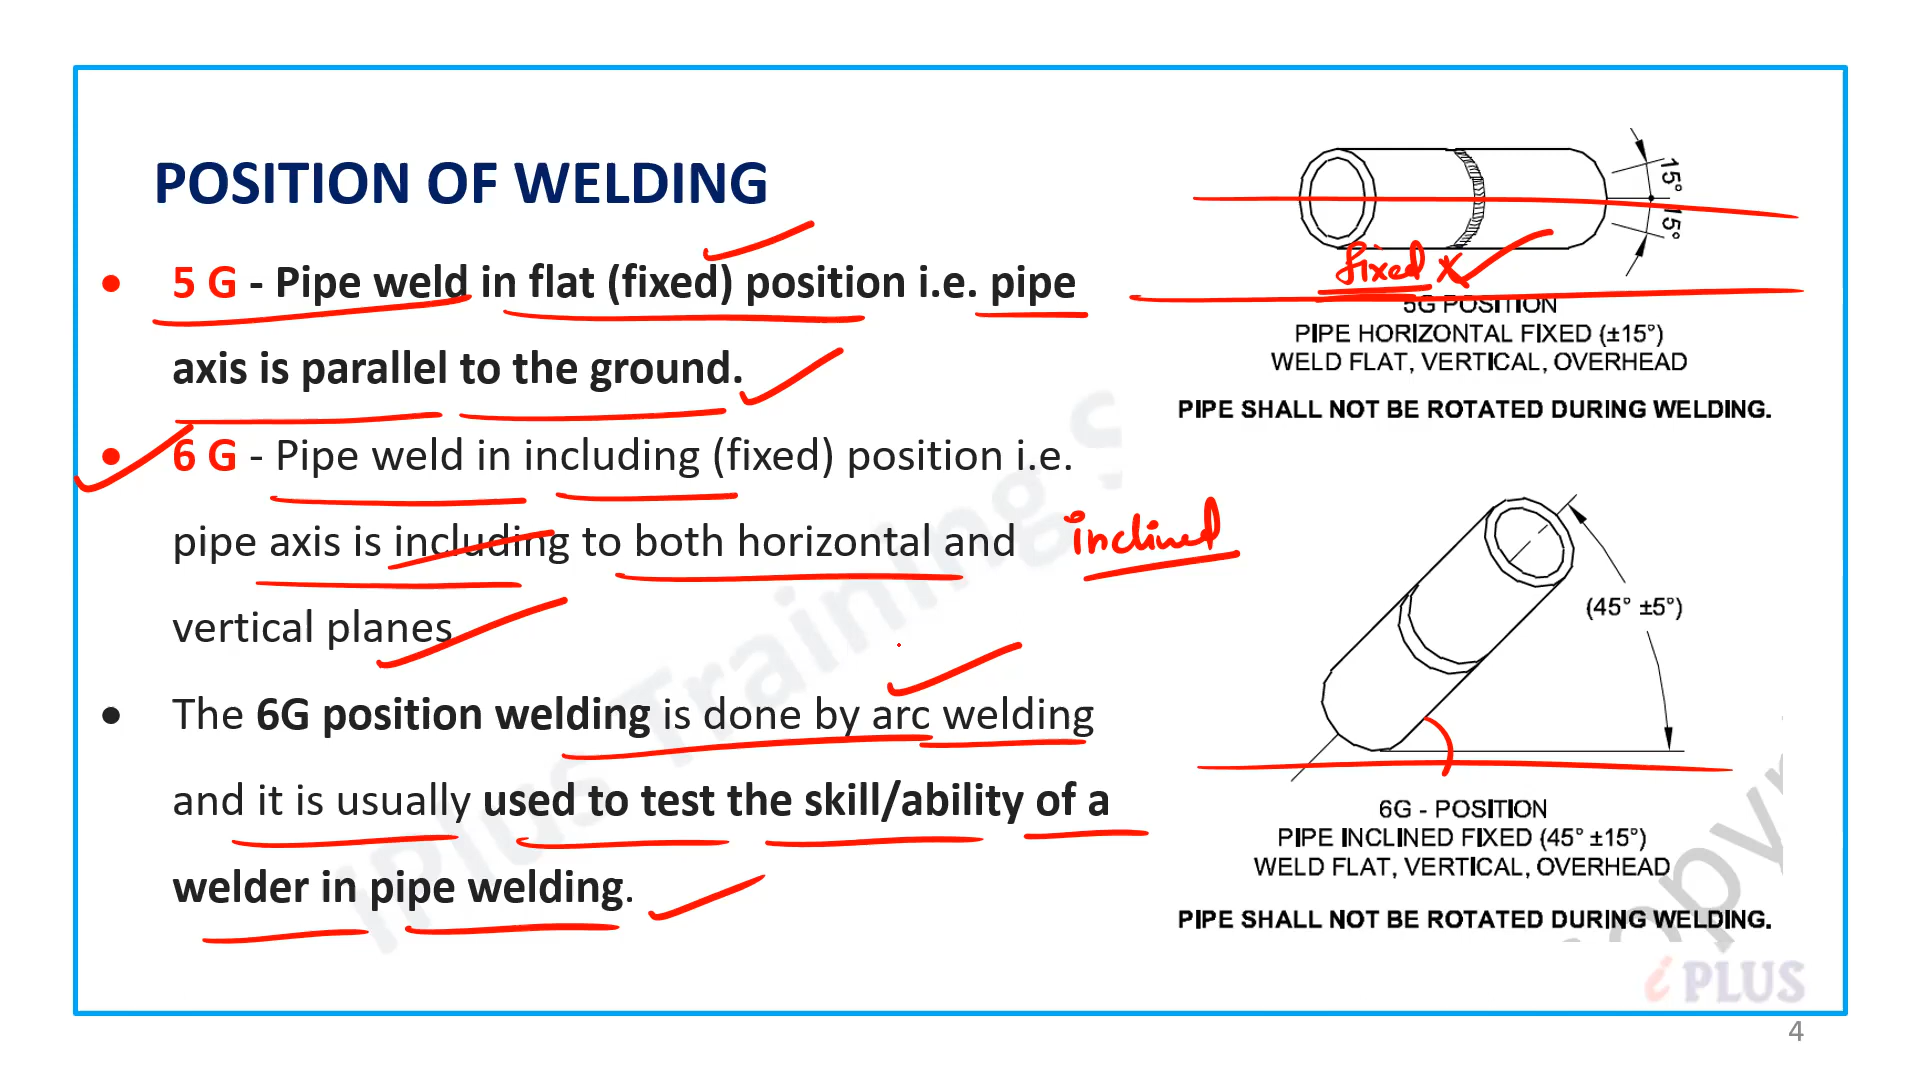 POSITION OF WELDING
• 5 G - Pipe weld in flat (fixed) position i.e. pipe
axis is parallel to the ground.
• 6 G - Pipe weld in including (fixed) position i.e.
pipe axis is including to both horizontal and inclined
vertical planes
• The 6G position welding is done by arc welding
and it is usually used to test the skill/ability of a
welder in pipe welding.
15°
15°
fixed
5G POSITION
PIPE HORIZONTAL FIXED (±15°)
WELD FLAT, VERTICAL, OVERHEAD
PIPE SHALL NOT BE ROTATED DURING WELDING.
(45° ±5°)
6G - POSITION
PIPE INCLINED FIXED (45° ±15°)
WELD FLAT, VERTICAL, OVERHEAD
PIPE SHALL NOT BE ROTATED DURING WELDING.
iPlus Training S
i PLUS
4